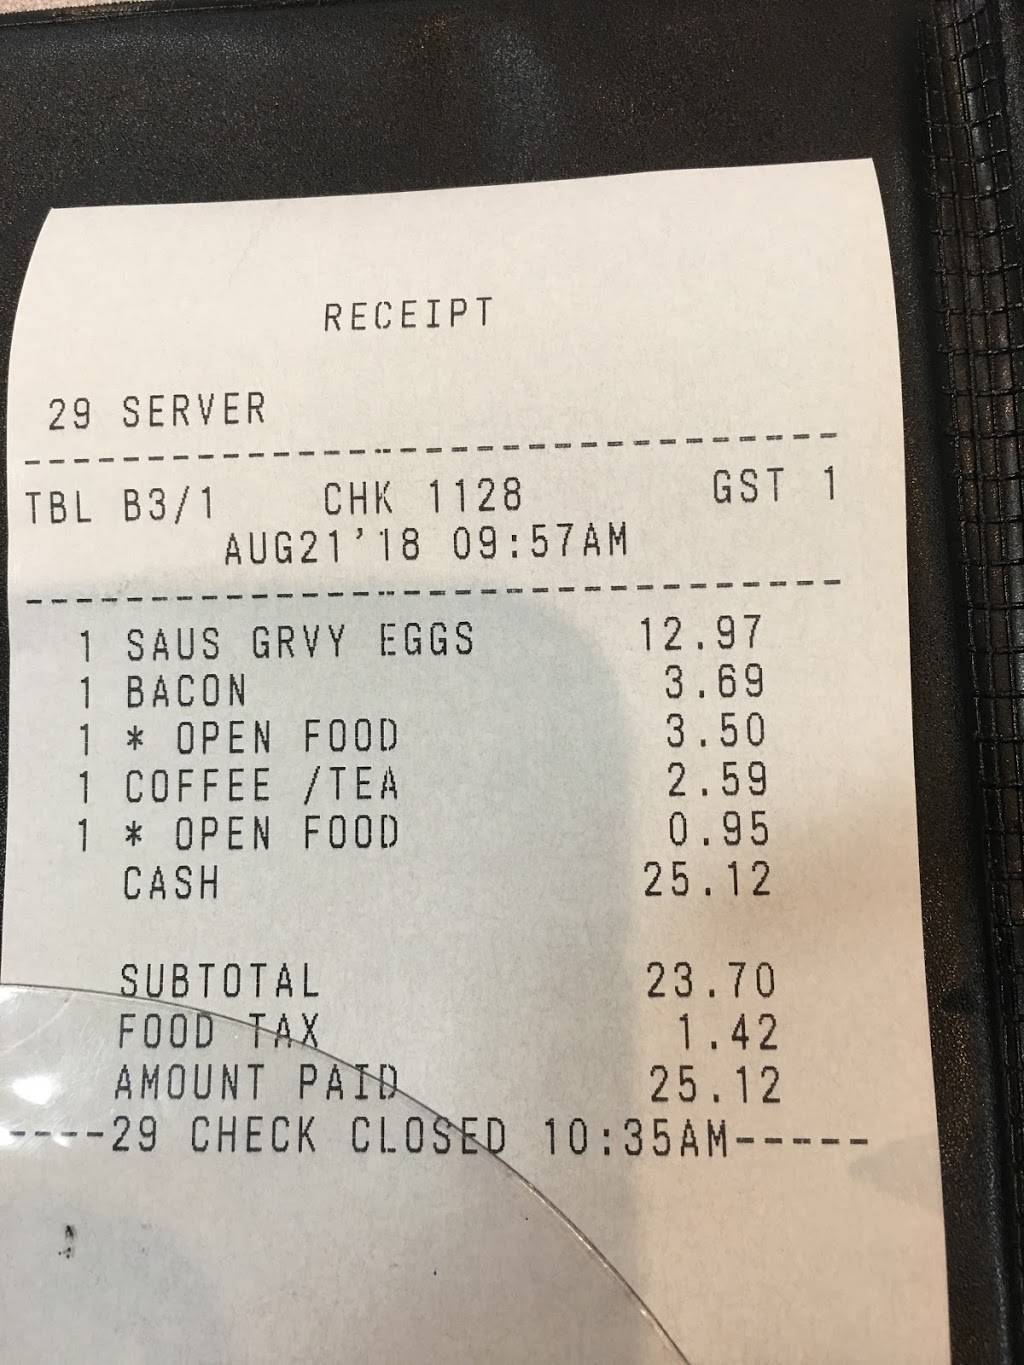 RECEIPT
29 SERVER
--------------------------------
TBL B3/1 CHK 1128 GST 1
AUG21'18 09:57AM
--------------------------------
1 SAUS GRVY EGGS 12.97
1 BACON 3.69
1 * OPEN FOOD 3.50
1 COFFEE /TEA 2.59
1 * OPEN FOOD 0.95
CASH 25.12
SUBTOTAL 23.70
FOOD TAX 1.42
AMOUNT PAID 25.12
----29 CHECK CLOSED 10:35AM-----